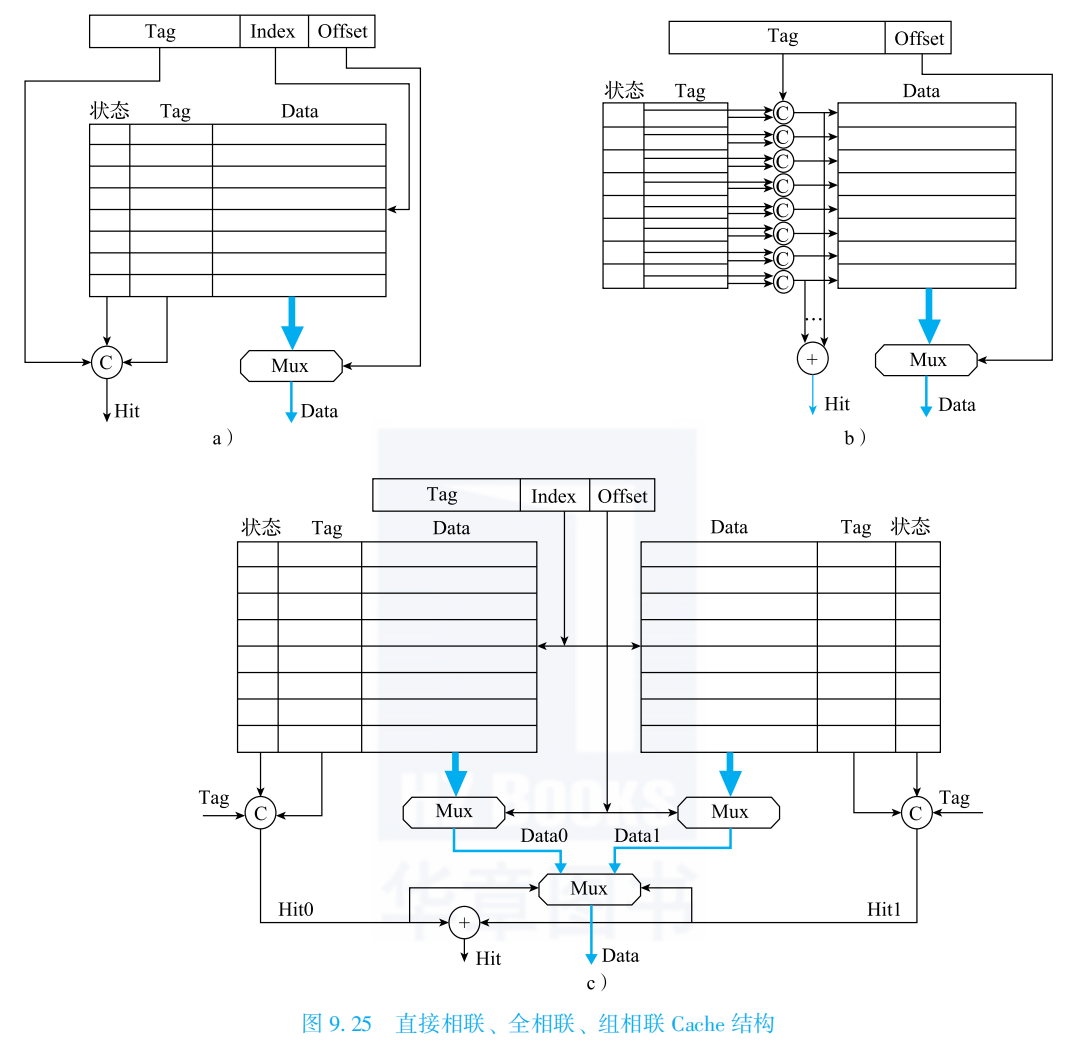 Tag Index Offset
状态 Tag Data
C
Mux
Hit
Data
a）
Tag Offset
状态 Tag Data
C
C
C
C
C
C
C
C
…
+
Mux
Hit
Data
b）
Tag Index Offset
状态 Tag Data
Data Tag 状态
Tag
C
Mux
Mux
C
Tag
Data0
Data1
Mux
Hit0
+
Hit1
Hit
Data
c）
HZ BOOKS
华章图书
图 9.25 直接相联、全相联、组相联 Cache 结构